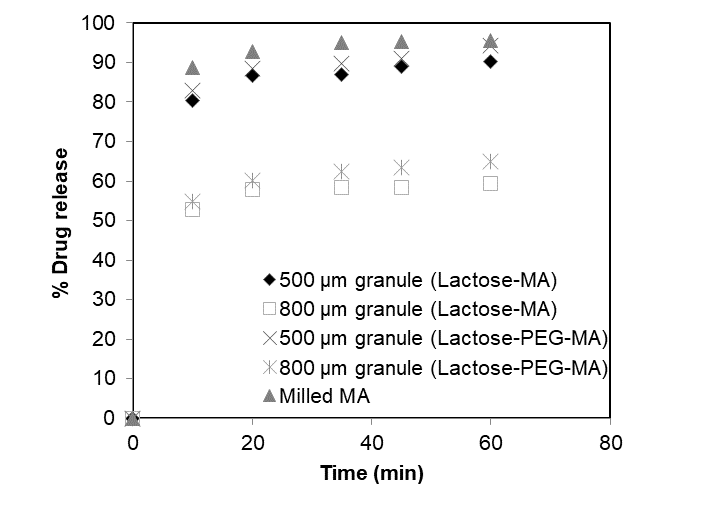 100
90
80
70
60
50
40
30
20
10
0
% Drug release
500 µm granule (Lactose-MA)
800 µm granule (Lactose-MA)
500 µm granule (Lactose-PEG-MA)
800 µm granule (Lactose-PEG-MA)
Milled MA
0 20 40 60 80
Time (min)